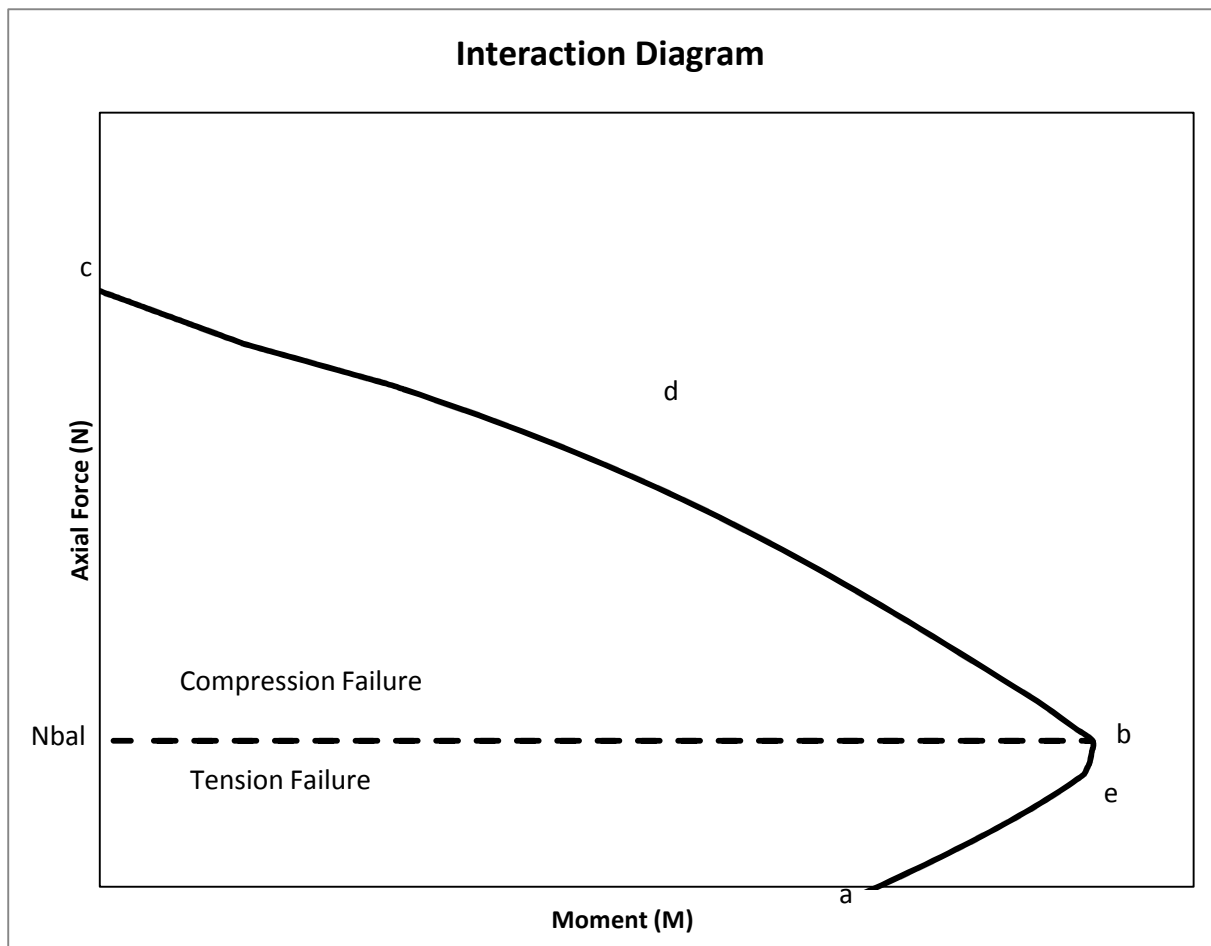 Interaction Diagram
c
d
Axial Force (N)
Compression Failure
Nbal
b
Tension Failure
e
a
Moment (M)